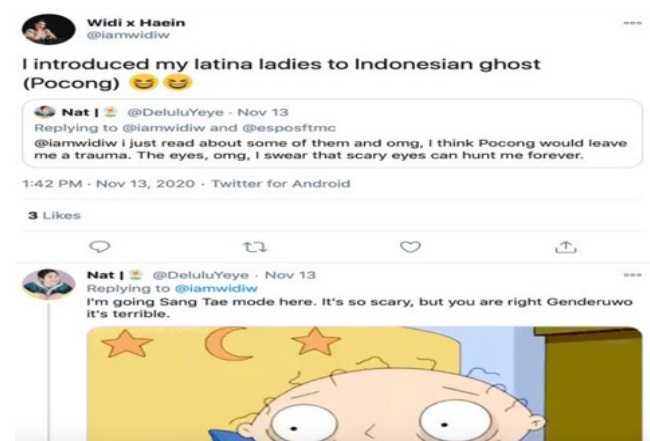 Widi x Haein
@iamwidiw
I introduced my latina ladies to Indonesian ghost
(Pocong) 😆😆
Nat | @DeluluYeye · Nov 13
Replying to @iamwidiw and @esposftmc
@iamwidiw i just read about some of them and omg, I think Pocong would leave
me a trauma. The eyes, omg, I swear that scary eyes can hunt me forever.
1:42 PM · Nov 13, 2020 · Twitter for Android
3 Likes
Nat | @DeluluYeye · Nov 13
Replying to @iamwidiw
I'm going Sang Tae mode here. It's so scary, but you are right Genderuwo
it's terrible.